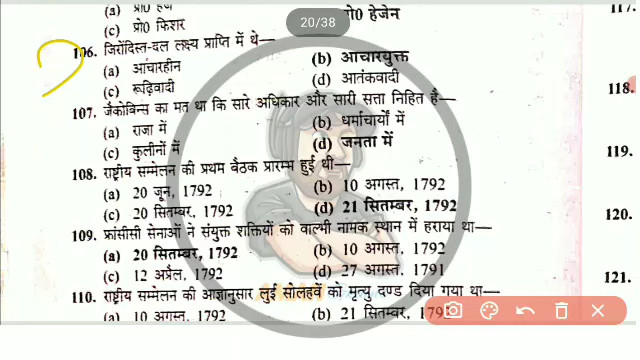 (a) प्रा0 हज
गो0 हेजेन
117.
(c) प्रो0 फिशर
20/38
106. जिरोंदिस्त-दल लक्ष्य प्राप्ति में थे—
(a) आचारहीन
(b) आचारयुक्त
(c) रूढ़िवादी
(d) आतंकवादी
118.
107. जैकोविन्स का मत था कि सारे अधिकार और सारी सत्ता निहित है—
(a) राजा में
(b) धर्माचार्यों में
(c) कुलीनों में
(d) जनता में
119.
108. राष्ट्रीय सम्मेलन की प्रथम बैठक प्रारम्भ हुई थी—
(a) 20 जून, 1792
(b) 10 अगस्त, 1792
(c) 20 सितम्बर, 1792
(d) 21 सितम्बर, 1792
120.
109. फ्रांसीसी सेनाओं ने संयुक्त शक्तियों को वाल्मी नामक स्थान में हराया था—
(a) 20 सितम्बर, 1792
(b) 10 अगस्त, 1792
(c) 12 अप्रैल, 1792
(d) 27 अगस्त, 1791
121.
110. राष्ट्रीय सम्मेलन की आज्ञानुसार लुई सोलहवें को मृत्यु दण्ड दिया गया था—
(a) 10 अगस्त, 1792
(b) 21 सितम्बर, 179